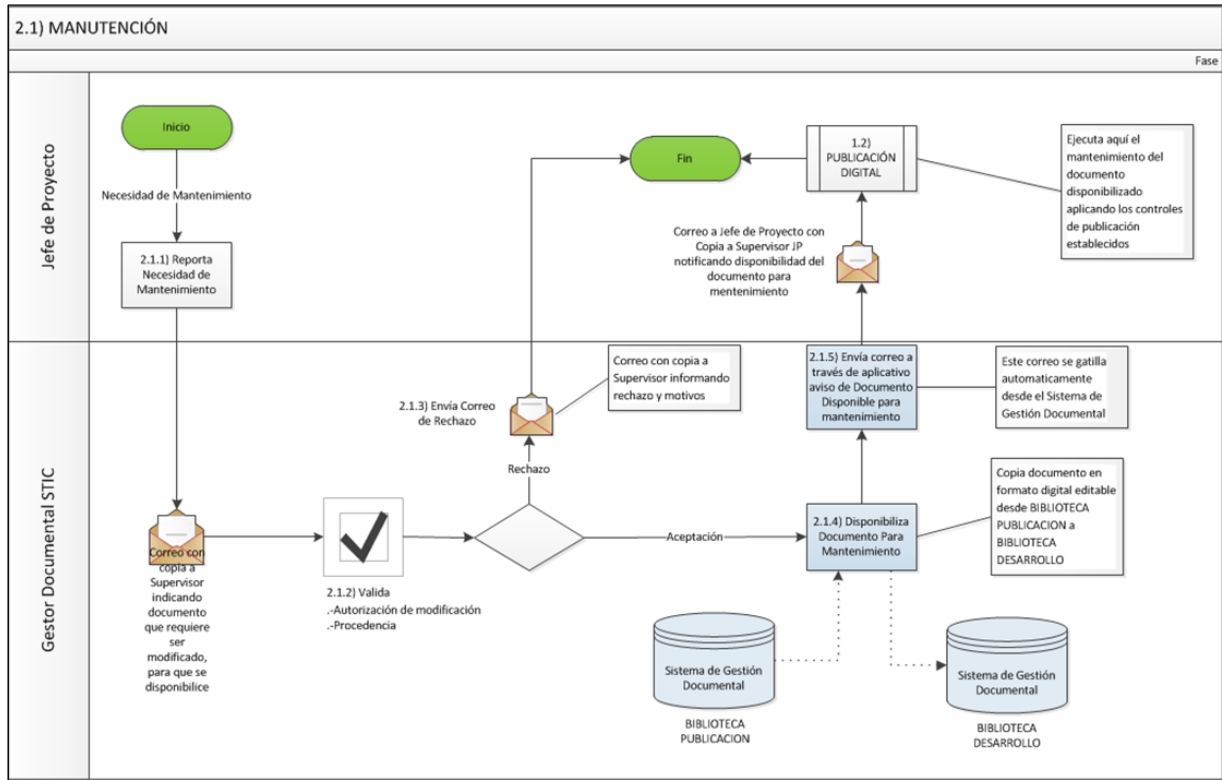 2.1) MANUTENCIÓN
Fase
Jefe de Proyecto
Inicio
Necesidad de Mantenimiento
2.1.1) Reporta
Necesidad de
Mantenimiento
Fin
1.2)
PUBLICACIÓN
DIGITAL
Ejecuta aquí el
mantenimiento del
documento
disponibilizado
aplicando los controles
de publicación
establecidos
Correo a Jefe de Proyecto con
Copia a Supervisor JP
notificando disponibilidad del
documento para
mentenimiento
Gestor Documental STIC
Correo con
copia a
Supervisor
indicando
documento
que requiere
ser
modificado,
para que se
disponibilice
2.1.2) Valida
.-Autorización de modificación
.-Procedencia
2.1.3) Envía Correo
de Rechazo
Correo con copia a
Supervisor informando
rechazo y motivos
Rechazo
Aceptación
2.1.5) Envía correo a
través de aplicativo
aviso de Documento
Disponible para
mantenimiento
Este correo se gatilla
automaticamente
desde el Sistema de
Gestión Documental
2.1.4) Disponibiliza
Documento Para
Mantenimiento
Copia documento en
formato digital editable
desde BIBLIOTECA
PUBLICACION a
BIBLIOTECA
DESARROLLO
Sistema de Gestión
Documental
BIBLIOTECA
PUBLICACION
Sistema de Gestión
Documental
BIBLIOTECA
DESARROLLO